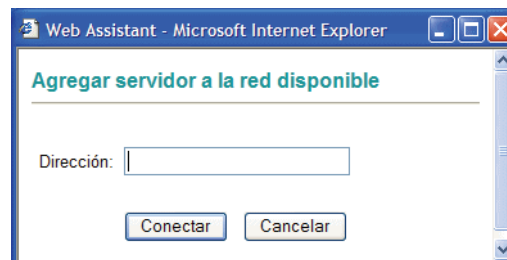 Web Assistant - Microsoft Internet Explorer
Agregar servidor a la red disponible
Dirección:
Conectar Cancelar